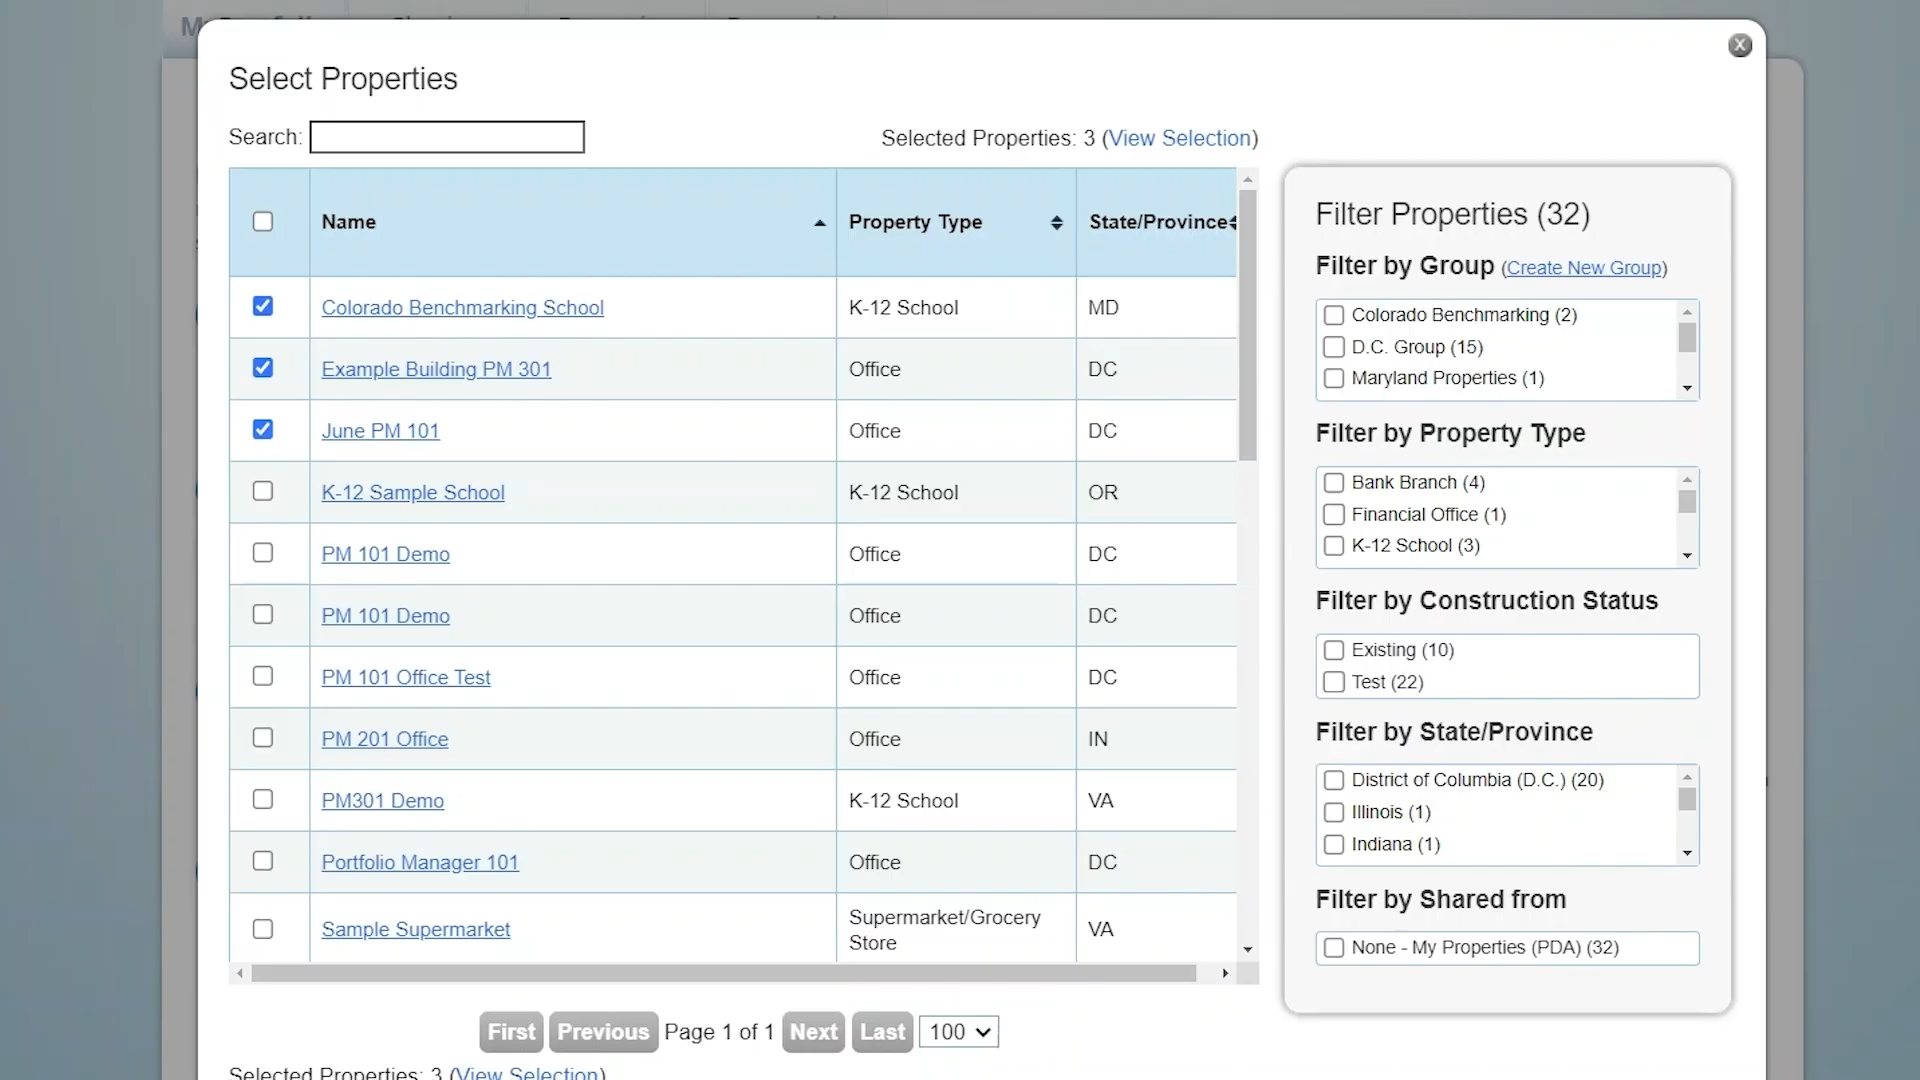 Select Properties
Search:
Selected Properties: 3 (View Selection)
Name
Property Type
State/Province
Colorado Benchmarking School
K-12 School
MD
Example Building PM 301
Office
DC
June PM 101
Office
DC
K-12 Sample School
K-12 School
OR
PM 101 Demo
Office
DC
PM 101 Demo
Office
DC
PM 101 Office Test
Office
DC
PM 201 Office
Office
IN
PM301 Demo
K-12 School
VA
Portfolio Manager 101
Office
DC
Sample Supermarket
Supermarket/Grocery
Store
VA
First
Previous
Page 1 of 1
Next
Last
100
Selected Properties: 3 (View Selection)
Filter Properties (32)
Filter by Group (Create New Group)
Colorado Benchmarking (2)
D.C. Group (15)
Maryland Properties (1)
Filter by Property Type
Bank Branch (4)
Financial Office (1)
K-12 School (3)
Filter by Construction Status
Existing (10)
Test (22)
Filter by State/Province
District of Columbia (D.C.) (20)
Illinois (1)
Indiana (1)
Filter by Shared from
None - My Properties (PDA) (32)